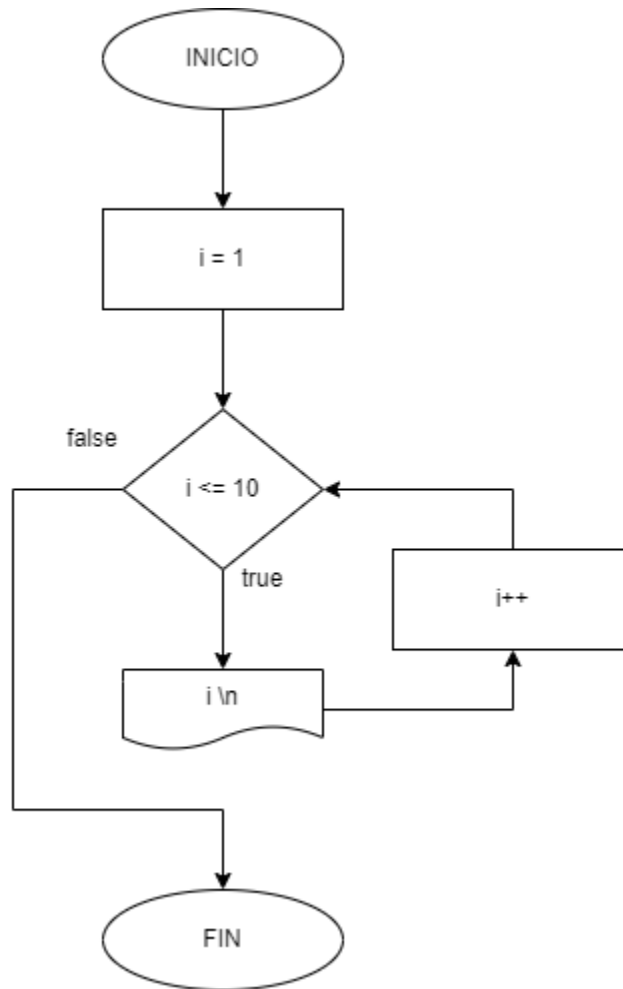 INICIO
i = 1
false
i <= 10
true
i++
i \n
FIN